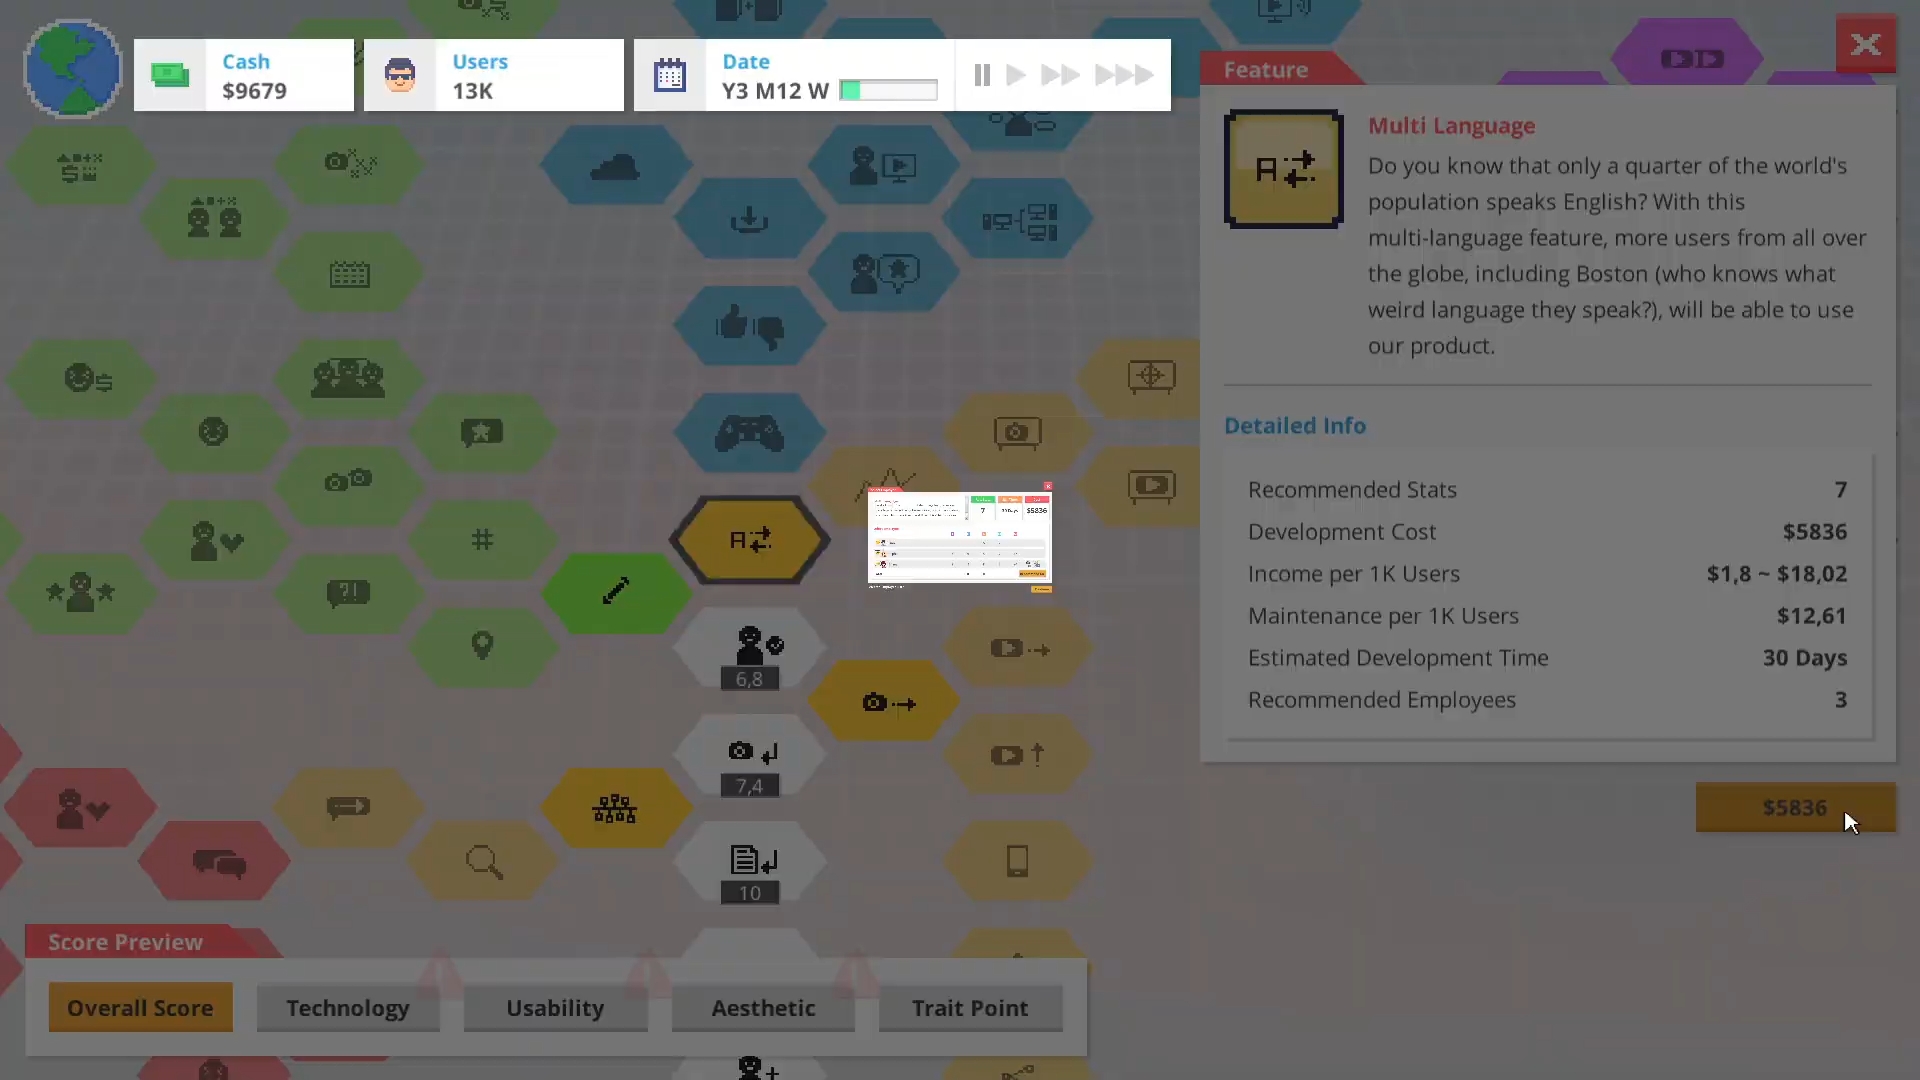 Cash
$9679
Users
13K
Date
Y3 M12 W
Feature
Multi Language
Do you know that only a quarter of the world's
population speaks English? With this
multi-language feature, more users from all over
the globe, including Boston (who knows what
weird language they speak?), will be able to use
our product.
Detailed Info
Recommended Stats 7
Development Cost $5836
Income per 1K Users $1,8 ~ $18,02
Maintenance per 1K Users $12,61
Estimated Development Time 30 Days
Recommended Employees 3
$5836
A
7
$5836
6,8
7,4
10
Score Preview
Overall Score
Technology
Usability
Aesthetic
Trait Point